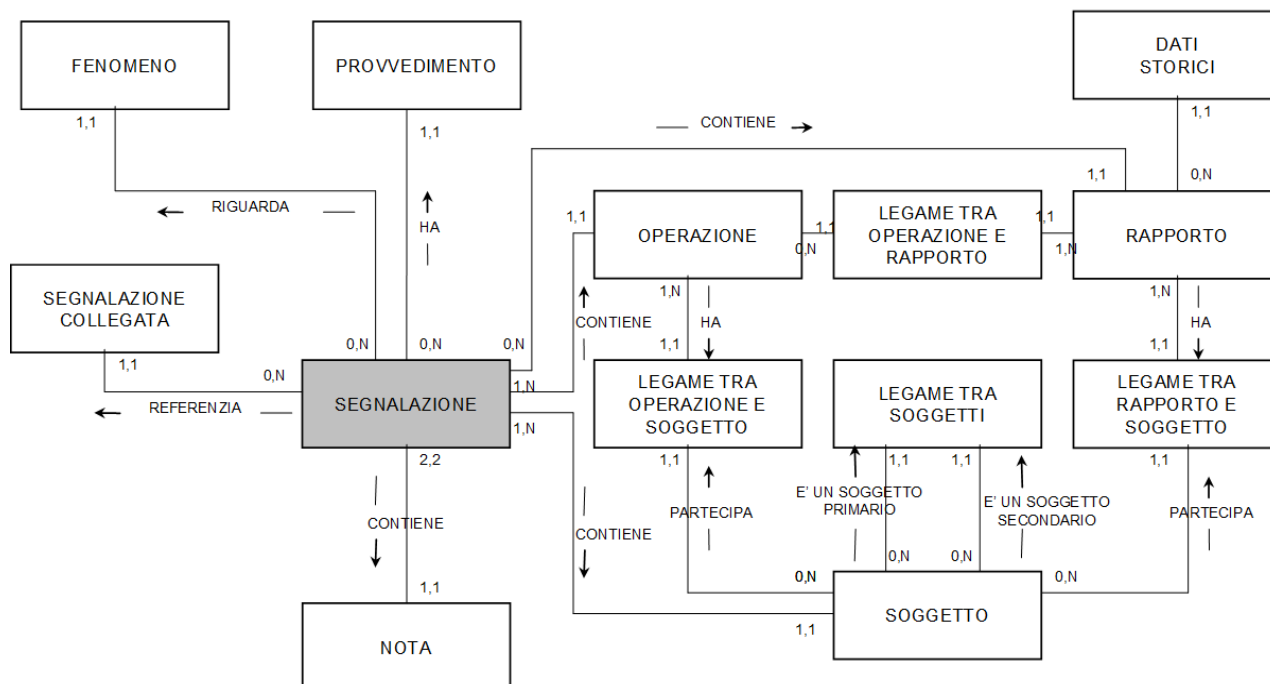 FENOMENO
PROVVEDIMENTO
DATI
STORICI
1,1
1,1
1,1
CONTIENE
RIGUARDA
HA
1,1
0,N
1,1
OPERAZIONE
0,N
1,1
LEGAME TRA
OPERAZIONE E
RAPPORTO
1,1
1,N
RAPPORTO
SEGNALAZIONE
COLLEGATA
1,1
0,N
0,N
0,N
0,N
CONTIENE
1,N
HA
1,1
1,N
HA
1,1
REFERENZIA
SEGNALAZIONE
1,N
1,N
2,2
LEGAME TRA
OPERAZIONE E
SOGGETTO
LEGAME TRA
SOGGETTI
LEGAME TRA
RAPPORTO E
SOGGETTO
1,1
1,1
1,1
1,1
CONTIENE
CONTIENE
PARTECIPA
E' UN SOGGETTO
PRIMARIO
E' UN SOGGETTO
SECONDARIO
PARTECIPA
0,N
0,N
0,N
0,N
1,1
1,1
SOGGETTO
NOTA